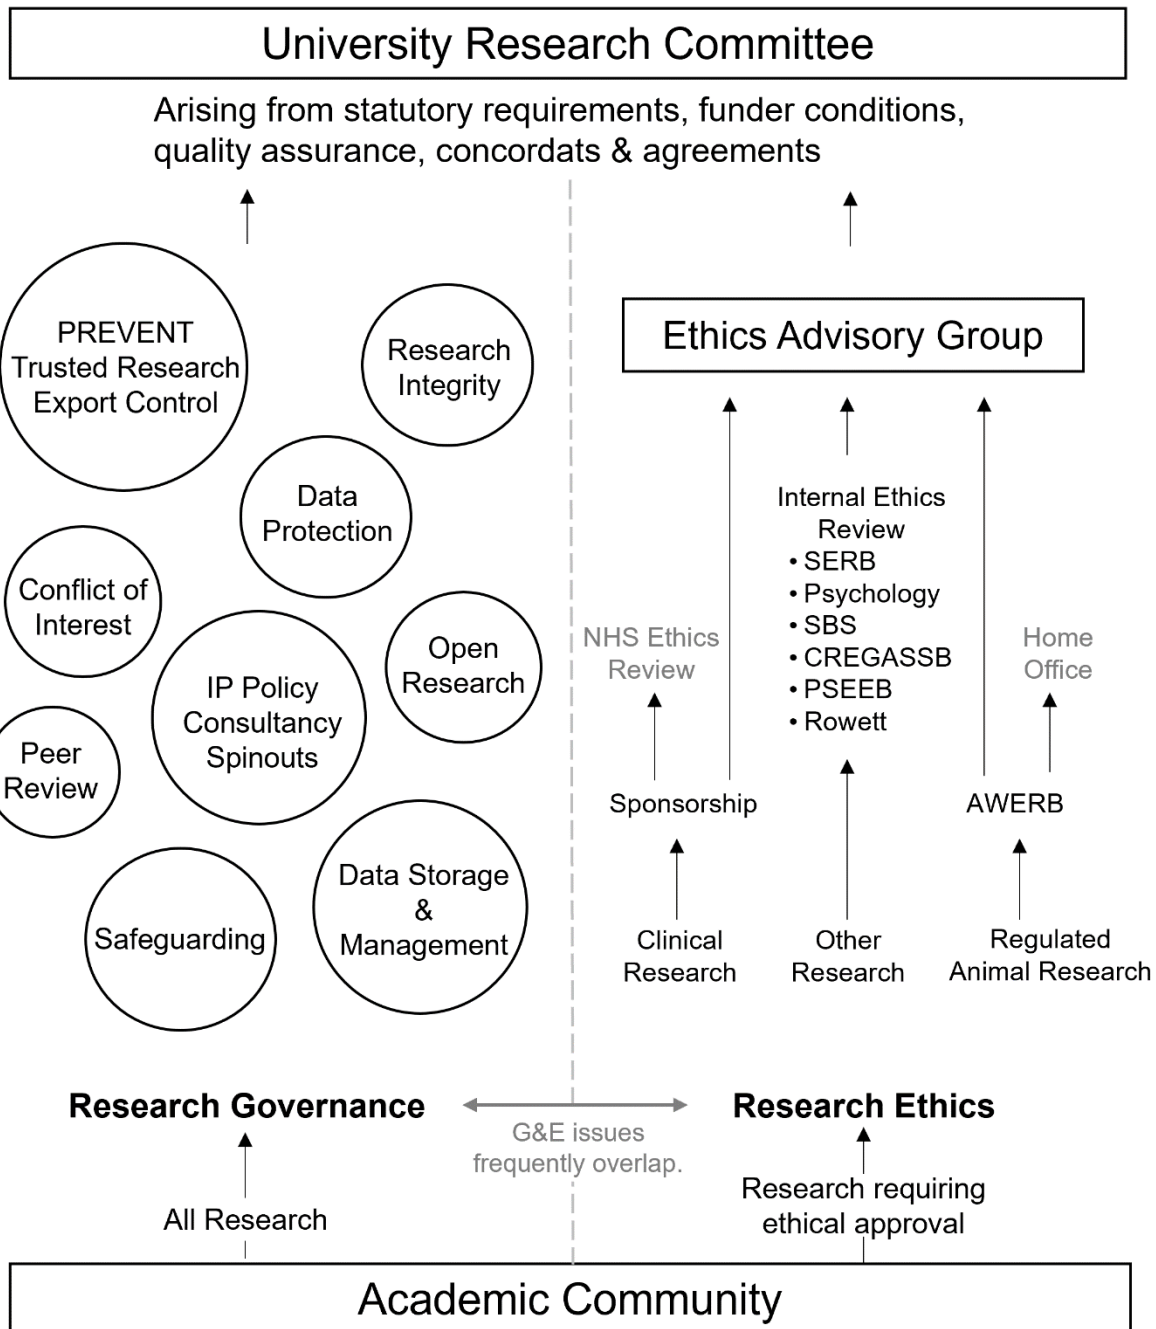 University Research Committee
Arising from statutory requirements, funder conditions,
quality assurance, concordats & agreements
PREVENT
Trusted Research
Export Control
Research
Integrity
Data
Protection
Conflict of
Interest
Open
Research
IP Policy
Consultancy
Spinouts
Peer
Review
Data Storage
&
Management
Safeguarding
Ethics Advisory Group
Internal Ethics
Review
• SERB
• Psychology
• SBS
• CREGASSB
• PSEEB
• Rowett
NHS Ethics
Review
Home
Office
Sponsorship
AWERB
Clinical
Research
Other
Research
Regulated
Animal Research
Research Governance
Research Ethics
G&E issues
frequently overlap.
All Research
Research requiring
ethical approval
Academic Community